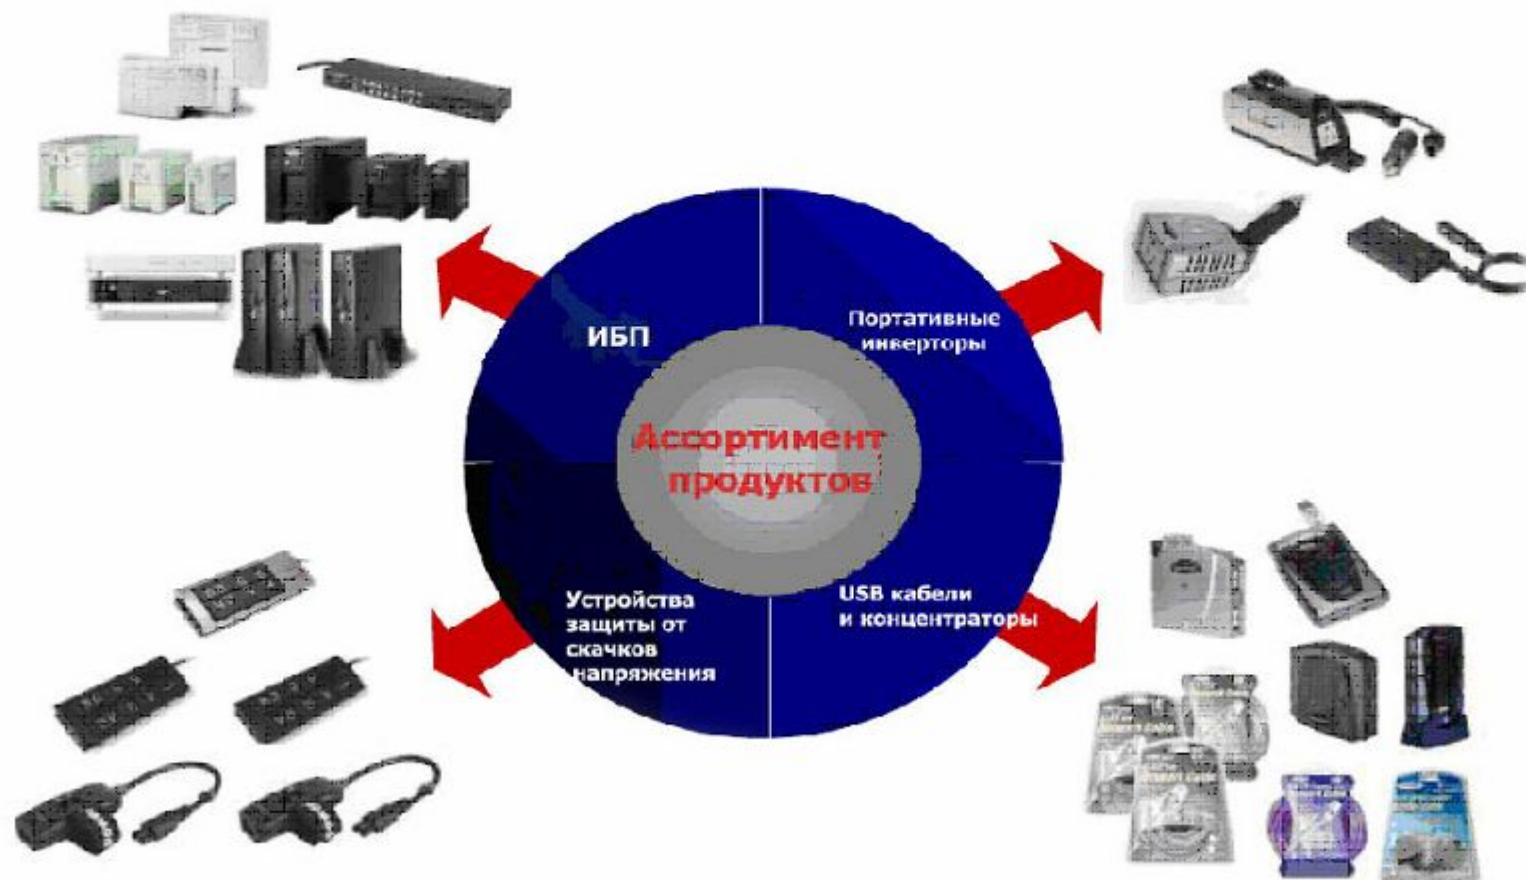 ИБП
Портативные
инверторы
Ассортимент
продуктов
Устройства
защиты от
скачков
напряжения
USB кабели
и концентраторы